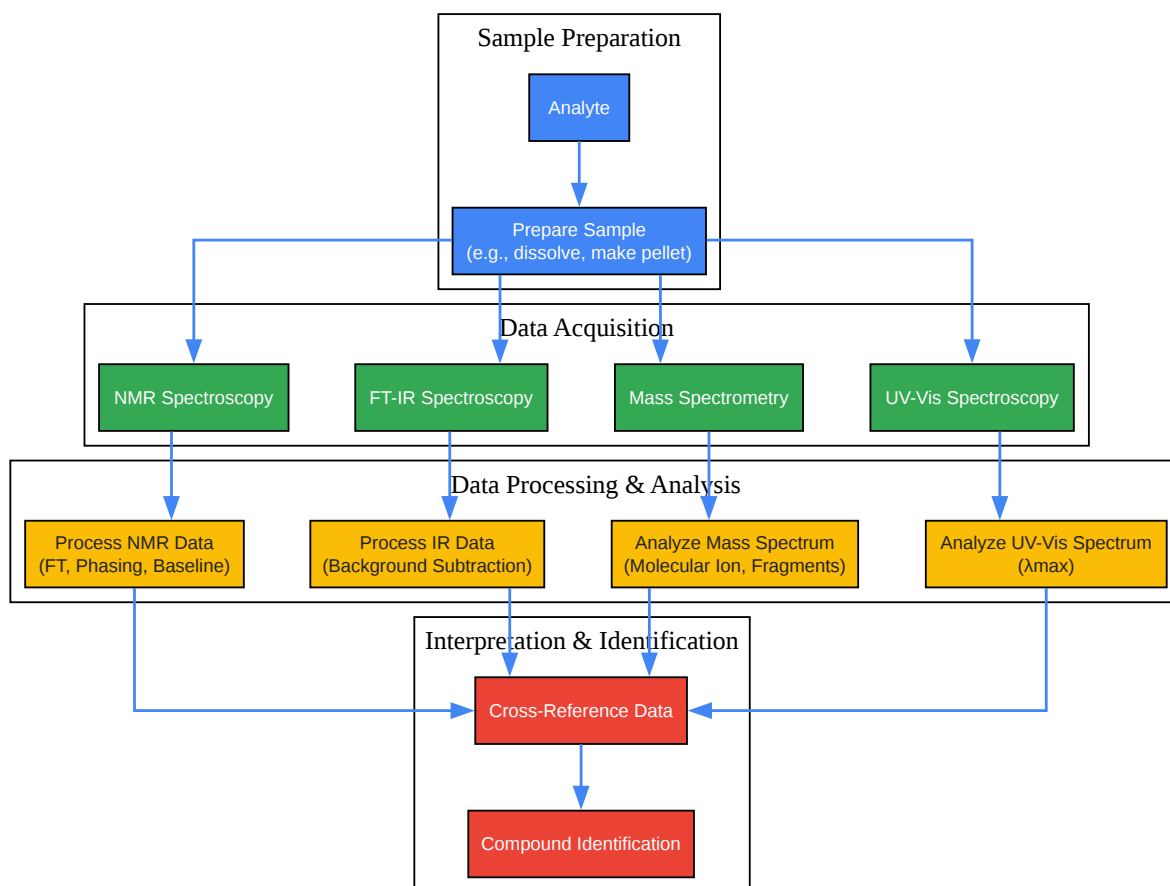 Sample Preparation
Analyte
Prepare Sample
(e.g., dissolve, make pellet)
Data Acquisition
NMR Spectroscopy
FT-IR Spectroscopy
Mass Spectrometry
UV-Vis Spectroscopy
Data Processing & Analysis
Process NMR Data
(FT, Phasing, Baseline)
Process IR Data
(Background Subtraction)
Analyze Mass Spectrum
(Molecular Ion, Fragments)
Analyze UV-Vis Spectrum
(λmax)
Interpretation & Identification
Cross-Reference Data
Compound Identification